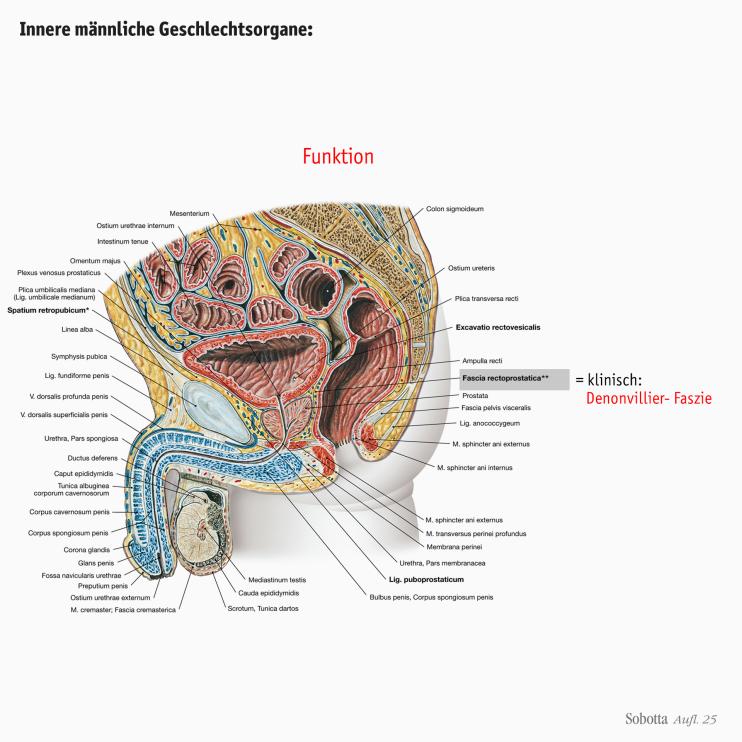 Innere männliche Geschlechtsorgane:
Funktion
Mesenterium
Ostium urethrae internum
Intestinum tenue
Omentum majus
Plexus venosus prostaticus
Plica umbilicalis mediana
(Lig. umbilicale medianum)
Spatium retropubicum*
Linea alba
Symphysis pubica
Lig. fundiforme penis
V. dorsalis profunda penis
V. dorsalis superficialis penis
Urethra, Pars spongiosa
Ductus deferens
Caput epididymidis
Tunica albuginea
corporum cavernosorum
Corpus cavernosum penis
Corpus spongiosum penis
Corona glandis
Glans penis
Fossa navicularis urethrae
Preputium penis
Ostium urethrae externum
M. cremaster; Fascia cremasterica
Colon sigmoideum
Ostium ureteris
Plica transversa recti
Excavatio rectovesicalis
Ampulla recti
Fascia rectoprostatica**
= klinisch:
Denonvillier- Faszie
Prostata
Fascia pelvis visceralis
Lig. anococcygeum
M. sphincter ani externus
M. sphincter ani internus
M. sphincter ani externus
M. transversus perinei profundus
Membrana perinei
Urethra, Pars membranacea
Lig. puboprostaticum
Bulbus penis, Corpus spongiosum penis
Mediastinum testis
Cauda epididymidis
Scrotum, Tunica dartos
Sobotta Aufl. 25